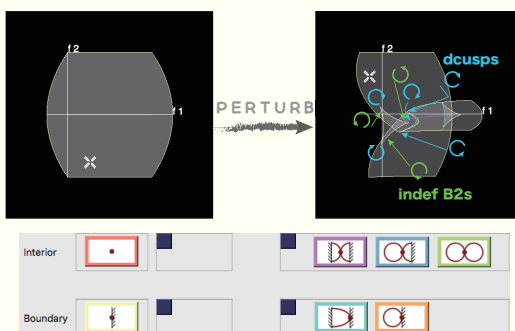 f 2
f 1
PERTURB
f 2
dcusps
f 1
indef B2s
Interior
Boundary